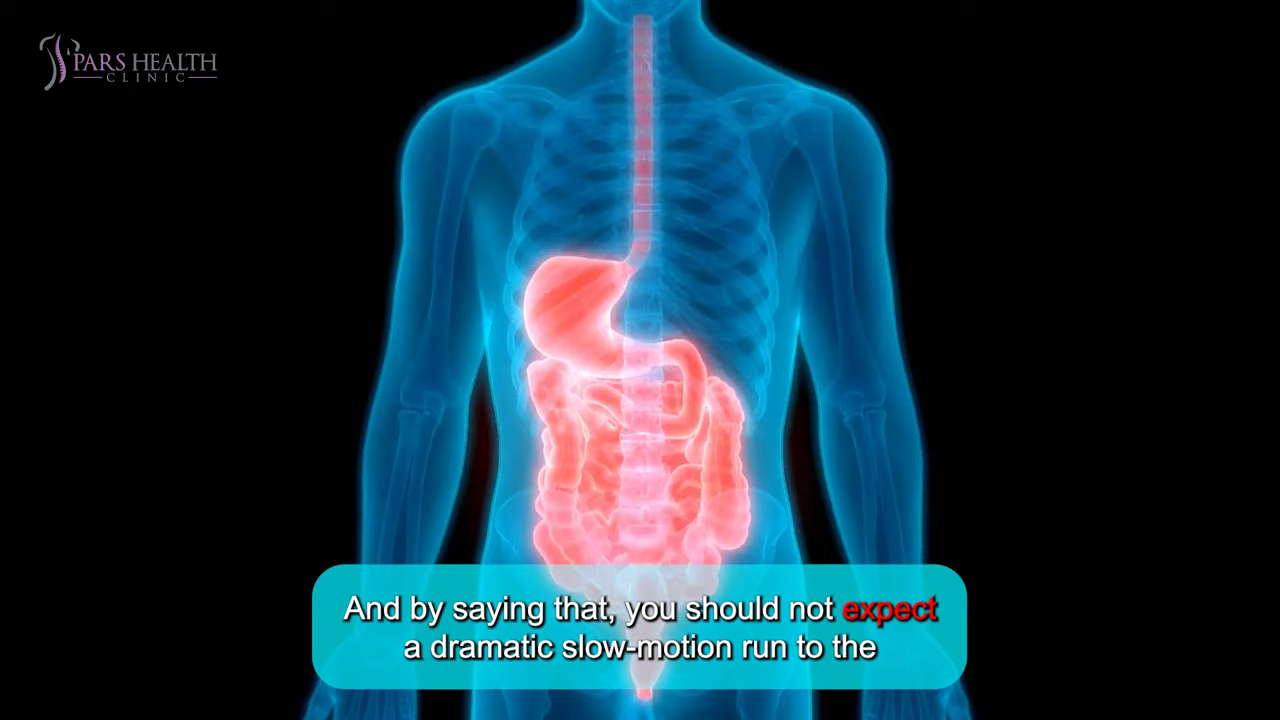 PARS HEALTH
CLINIC
And by saying that, you should not expect
a dramatic slow-motion run to the